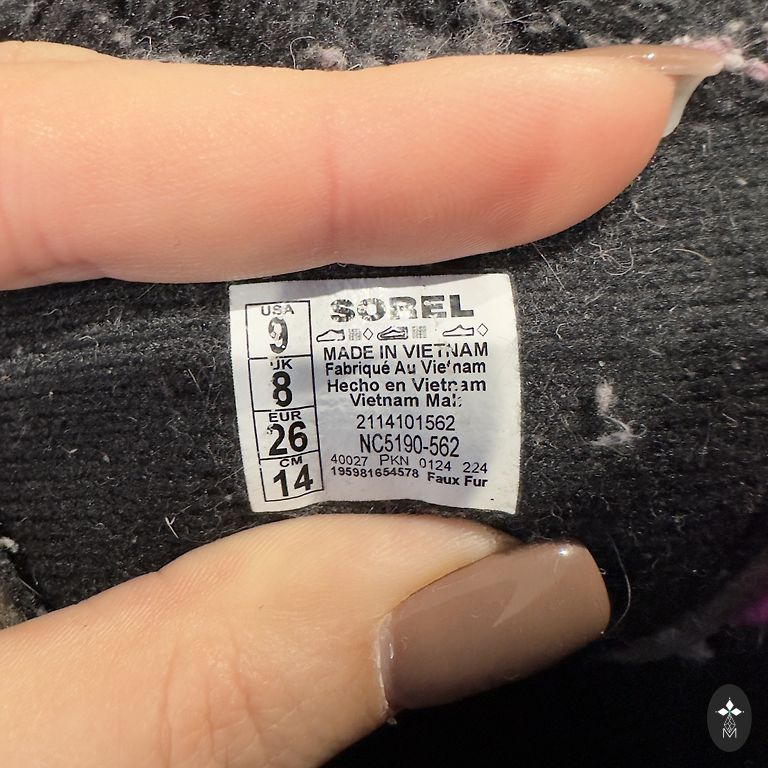 USA
9
UK
8
EUR
26
CM
14
SOREL
MADE IN VIETNAM
Fabriqué Au Vietnam
Hecho en Vietnam
Vietnam Malı
2114101562
NC5190-562
40027 PKN 0124 224
195981654578 Faux Fur
M